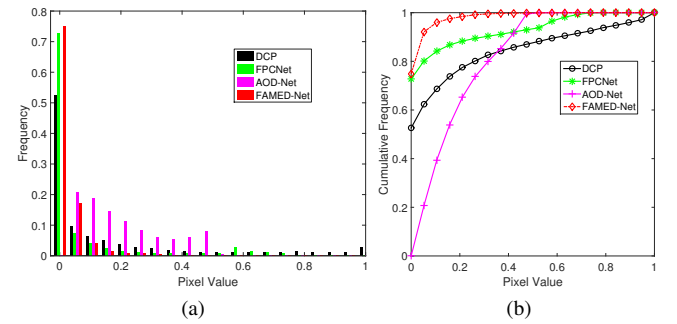 0.8
0.7
0.6
0.5
0.4
0.3
0.2
0.1
0
Frequency
0 0.2 0.4 0.6 0.8 1
Pixel Value
DCP
FPCNet
AOD-Net
FAMED-Net
(a)
1
0.8
0.6
0.4
0.2
0
Cumulative Frequency
0 0.2 0.4 0.6 0.8 1
Pixel Value
DCP
FPCNet
AOD-Net
FAMED-Net
(b)